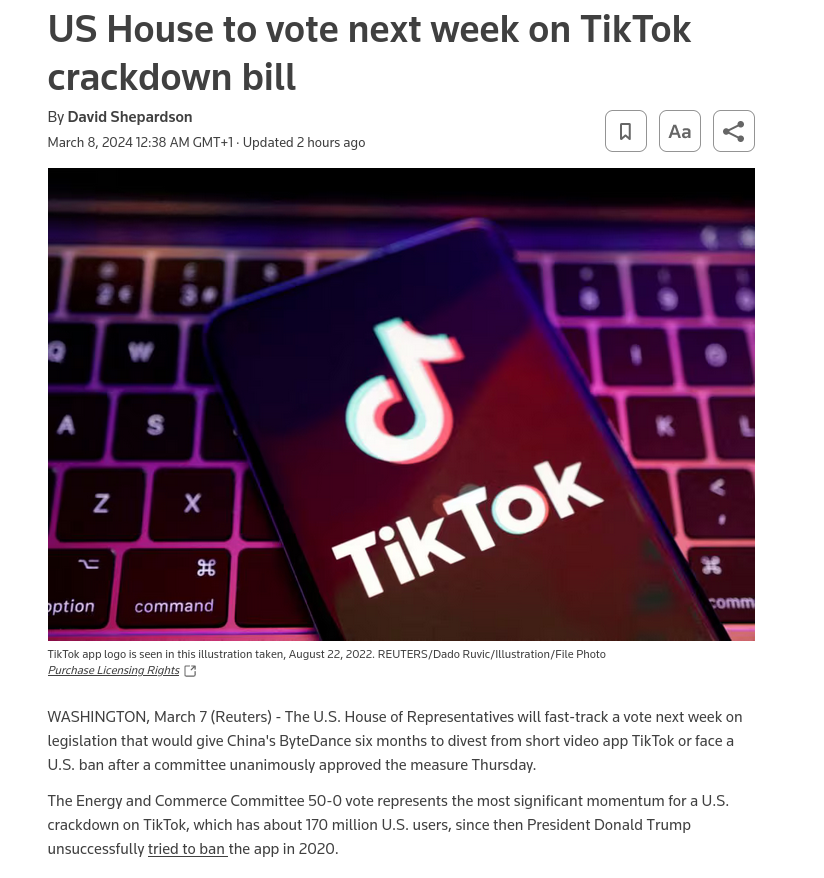 US House to vote next week on TikTok
crackdown bill
By David Shepardson
March 8, 2024 12:38 AM GMT+1 · Updated 2 hours ago
Aa
2 €
3 #
Q
W
I
O
A
S
K
L
Z
X
<
,
⌥
⌘
⌘
option
command
comm
TikTok
TikTok app logo is seen in this illustration taken, August 22, 2022. REUTERS/Dado Ruvic/Illustration/File Photo
Purchase Licensing Rights
WASHINGTON, March 7 (Reuters) - The U.S. House of Representatives will fast-track a vote next week on
legislation that would give China's ByteDance six months to divest from short video app TikTok or face a
U.S. ban after a committee unanimously approved the measure Thursday.
The Energy and Commerce Committee 50-0 vote represents the most significant momentum for a U.S.
crackdown on TikTok, which has about 170 million U.S. users, since then President Donald Trump
unsuccessfully tried to ban the app in 2020.